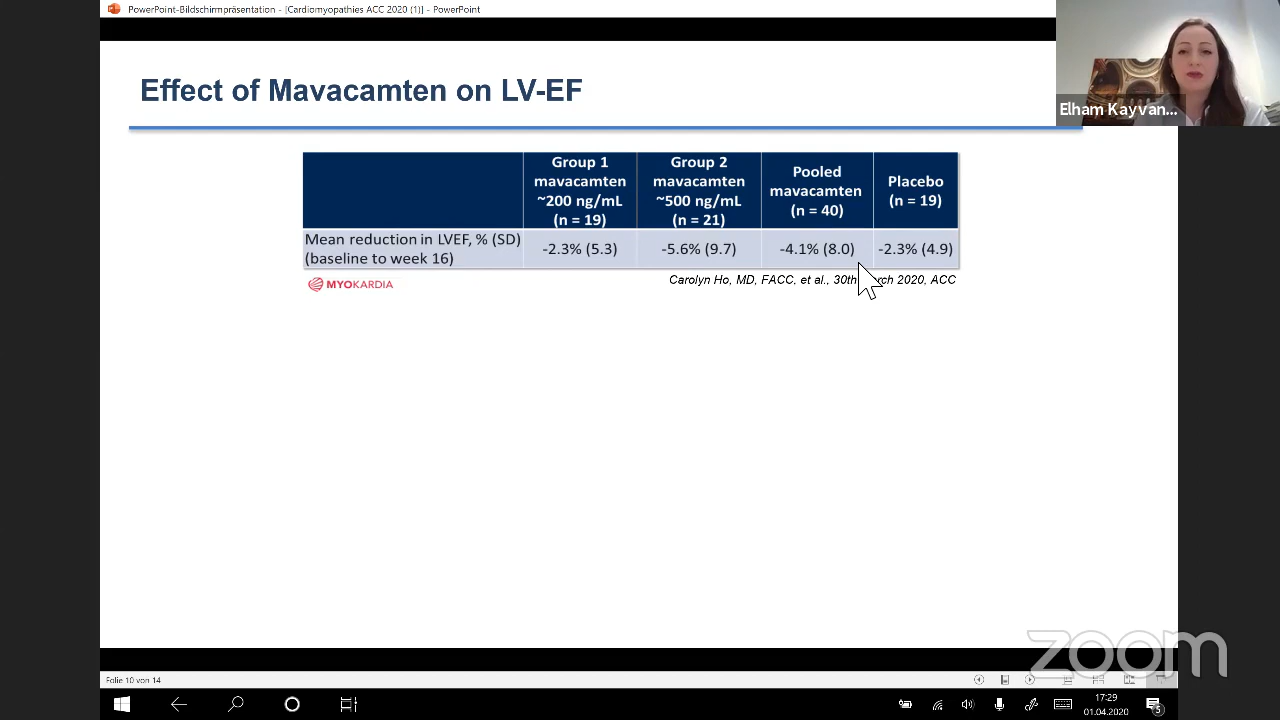 PowerPoint-Bildschirmpräsentation - [Cardiomyopathies ACC 2020 (1)] - PowerPoint
Elham Kayvan...
Effect of Mavacamten on LV-EF
Group 1
mavacamten
~200 ng/mL
(n = 19)
Group 2
mavacamten
~500 ng/mL
(n = 21)
Pooled
mavacamten
(n = 40)
Placebo
(n = 19)
Mean reduction in LVEF, % (SD)
(baseline to week 16)
-2.3% (5.3)
-5.6% (9.7)
-4.1% (8.0)
-2.3% (4.9)
MYOKARDIA
Carolyn Ho, MD, FACC, et al., 30th March 2020, ACC
zoom
Folie 10 von 14
17:29
01.04.2020
5